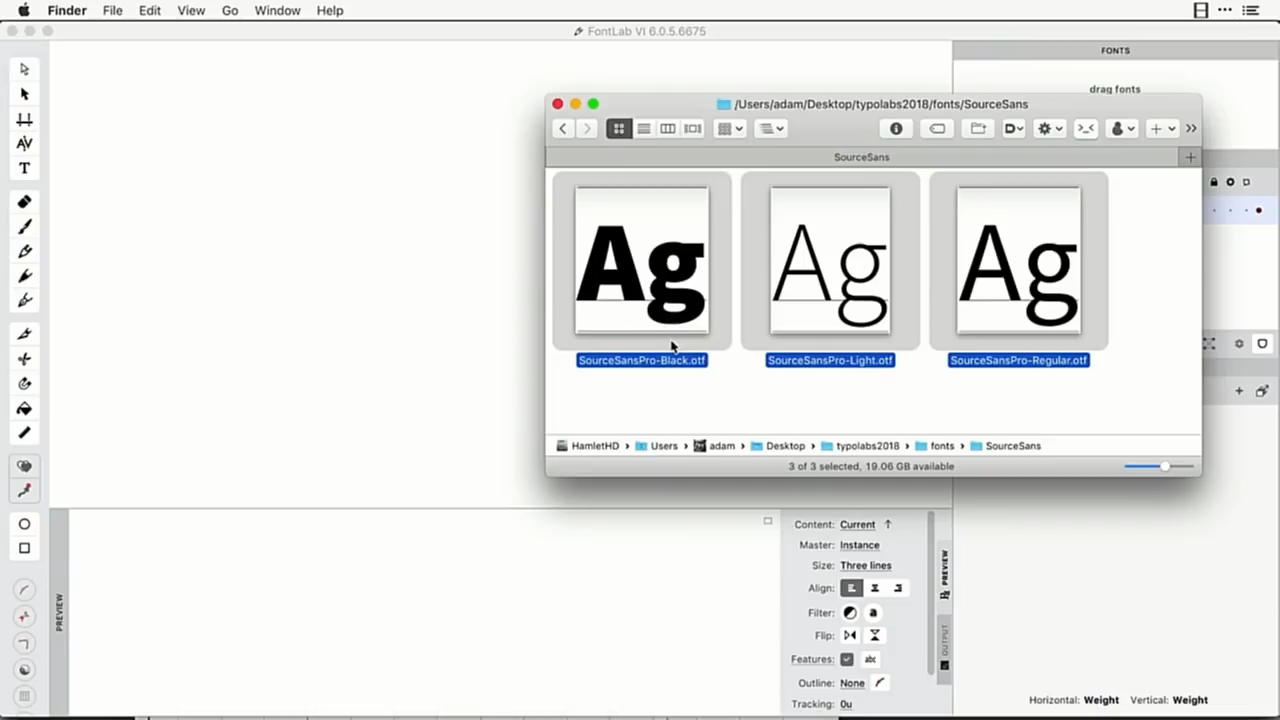 Finder File Edit View Go Window Help
FontLab VI 6.0.5.6675
FONTS
drag fonts
/Users/adam/Desktop/typolabs2018/fonts/SourceSans
SourceSans
Ag
Ag
Ag
SourceSansPro-Black.otf
SourceSansPro-Light.otf
SourceSansPro-Regular.otf
HamletHD › Users › adam › Desktop › typolabs2018 › fonts › SourceSans
3 of 3 selected, 19.06 GB available
Content: Current
Master: Instance
Size: Three lines
Align:
Filter: a
Flip:
Features: abc
Outline: None
Tracking: 0u
PREVIEW
PREVIEW
OUTPUT
Horizontal: Weight Vertical: Weight